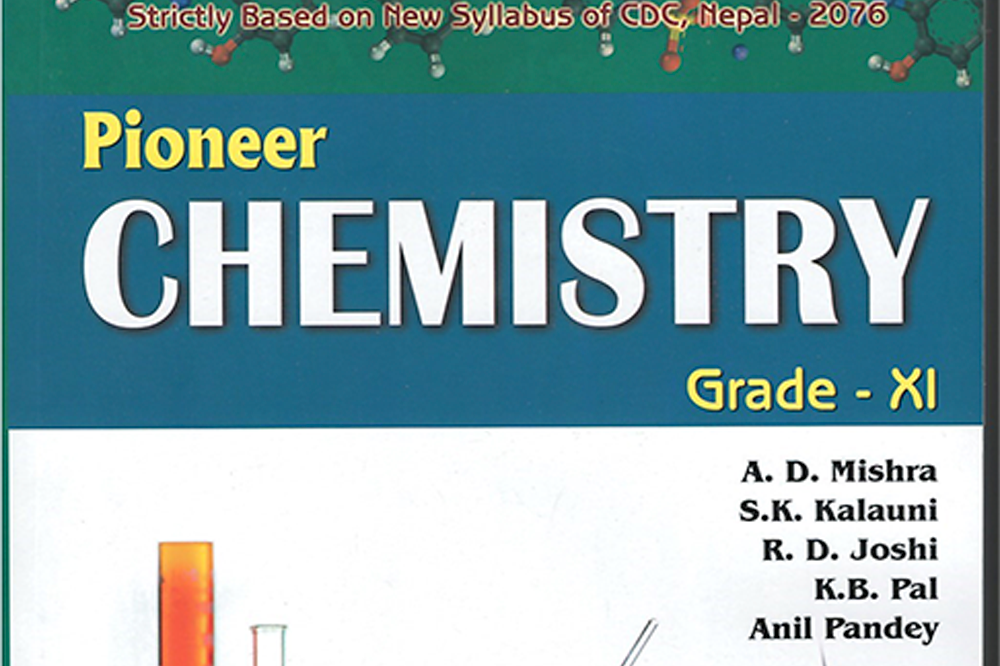 Strictly Based on New Syllabus of CDC, Nepal - 2076
Pioneer
CHEMISTRY
Grade - XI
A. D. Mishra
S.K. Kalauni
R. D. Joshi
K.B. Pal
Anil Pandey